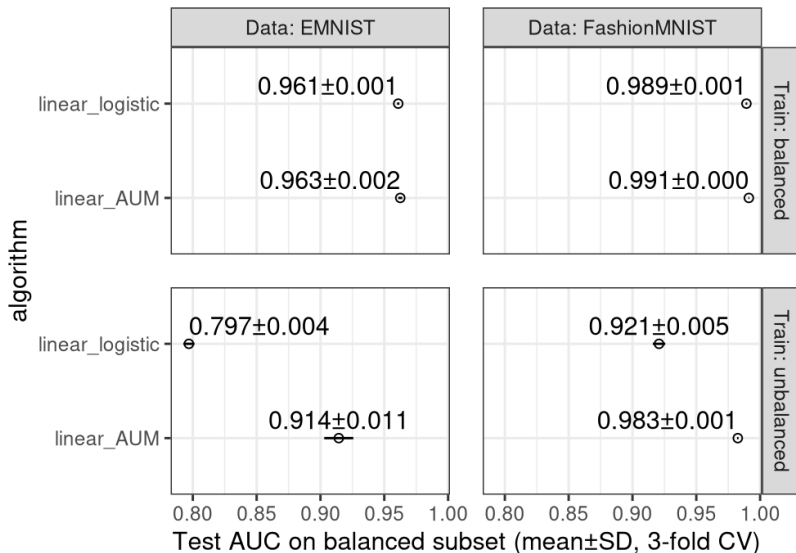 Data: EMNIST
Data: FashionMNIST
linear_logistic
0.961±0.001
0.989±0.001
linear_AUM
0.963±0.002
0.991±0.000
Train: balanced
algorithm
linear_logistic
0.797±0.004
0.921±0.005
linear_AUM
0.914±0.011
0.983±0.001
Train: unbalanced
0.80 0.85 0.90 0.95 1.00
0.80 0.85 0.90 0.95 1.00
Test AUC on balanced subset (mean±SD, 3-fold CV)